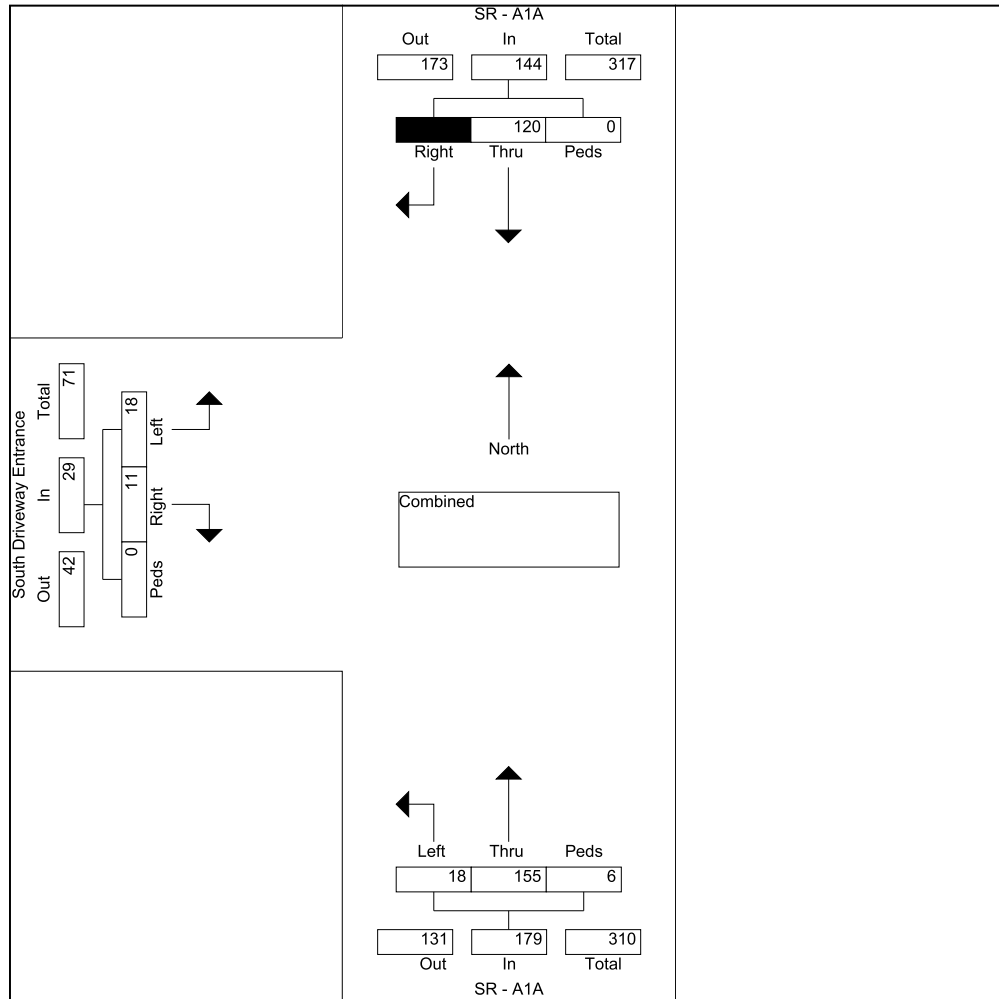 SR - A1A
Out In Total
173 144 317
120 0
Right Thru Peds
South Driveway Entrance
Total In Out
71 29 42
18 11 0
Left Right Peds
North
Combined
Left Thru Peds
18 155 6
131 179 310
Out In Total
SR - A1A